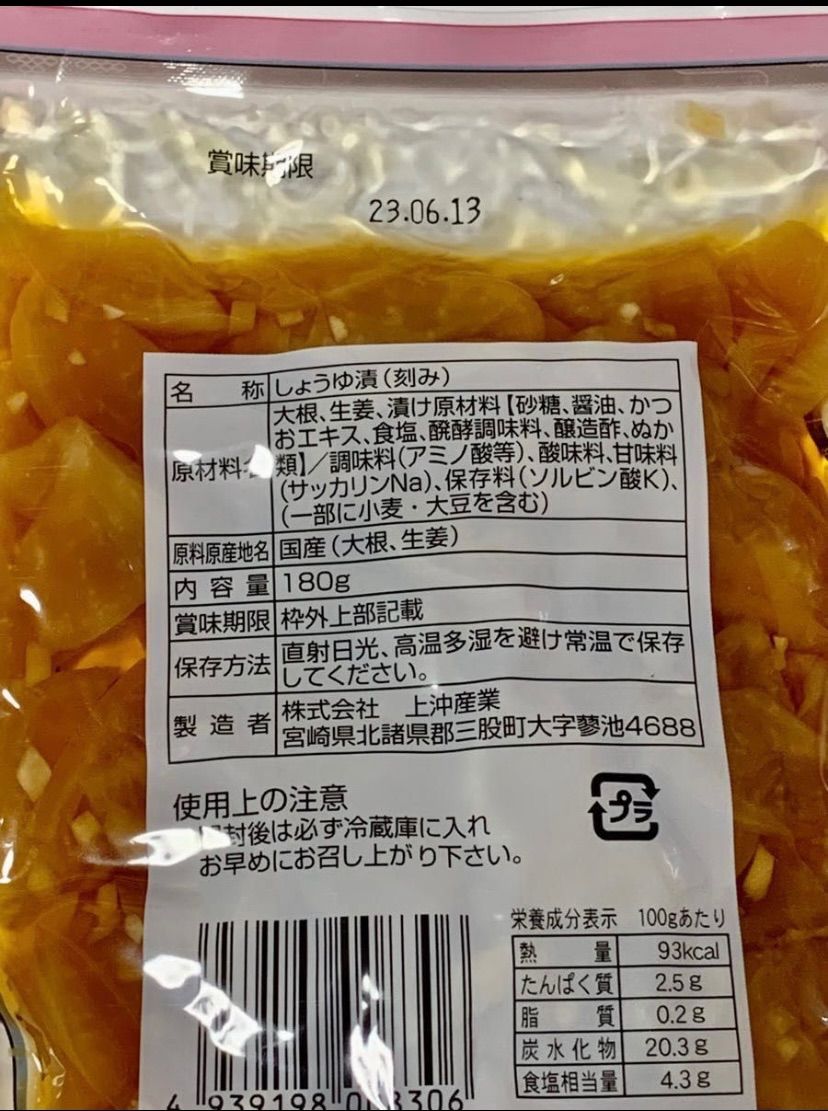 賞味期限
23.06.13
名称 しょうゆ漬(刻み)
原材料名 大根、生姜、漬け原材料【砂糖、醤油、かつ
おエキス、食塩、醗酵調味料、醸造酢、ぬか
類】/調味料(アミノ酸等)、酸味料、甘味料
(サッカリンNa)、保存料(ソルビン酸K)、
(一部に小麦・大豆を含む)
原料原産地名 国産(大根、生姜)
内容量 180g
賞味期限 枠外上部記載
保存方法 直射日光、高温多湿を避け常温で保存
してください。
製造者 株式会社 上沖産業
宮崎県北諸県郡三股町大字蓼池4688
使用上の注意
開封後は必ず冷蔵庫に入れ
お早めにお召し上がり下さい。
プラ
栄養成分表示 100gあたり
熱量 93kcal
たんぱく質 2.5g
脂質 0.2g
炭水化物 20.3g
食塩相当量 4.3g
4 939198 003306